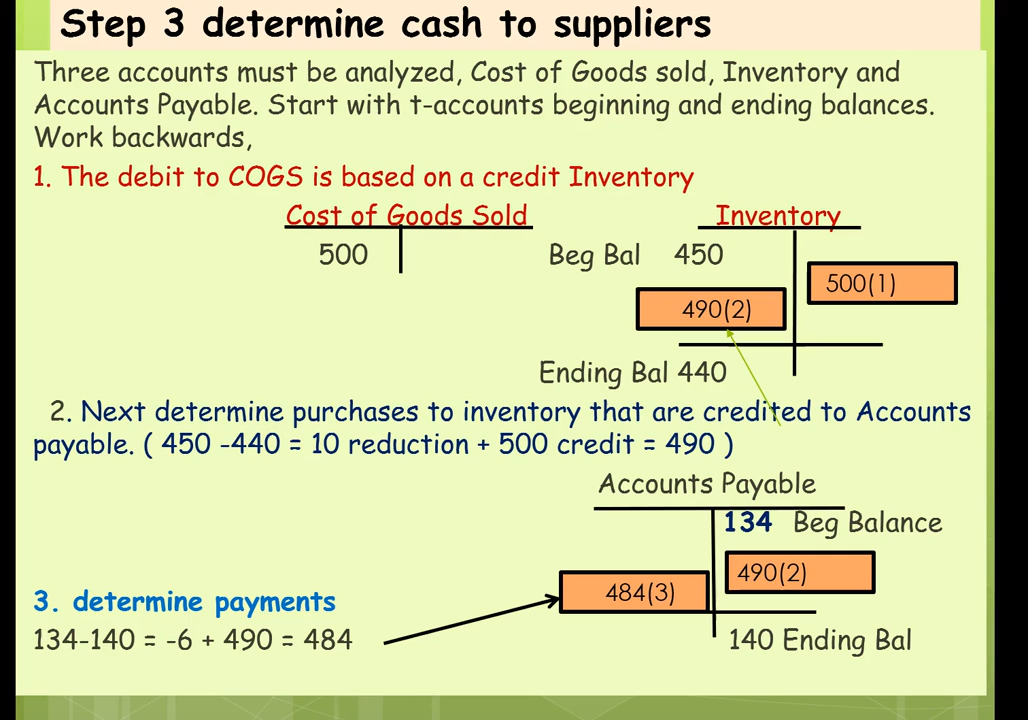 Step 3 determine cash to suppliers
Three accounts must be analyzed, Cost of Goods sold, Inventory and
Accounts Payable. Start with t-accounts beginning and ending balances.
Work backwards,
1. The debit to COGS is based on a credit Inventory
Cost of Goods Sold Inventory
500 Beg Bal 450
500(1)
490(2)
Ending Bal 440
2. Next determine purchases to inventory that are credited to Accounts
payable. ( 450 -440 = 10 reduction + 500 credit = 490 )
Accounts Payable
134 Beg Balance
490(2)
484(3)
3. determine payments
134-140 = -6 + 490 = 484
140 Ending Bal